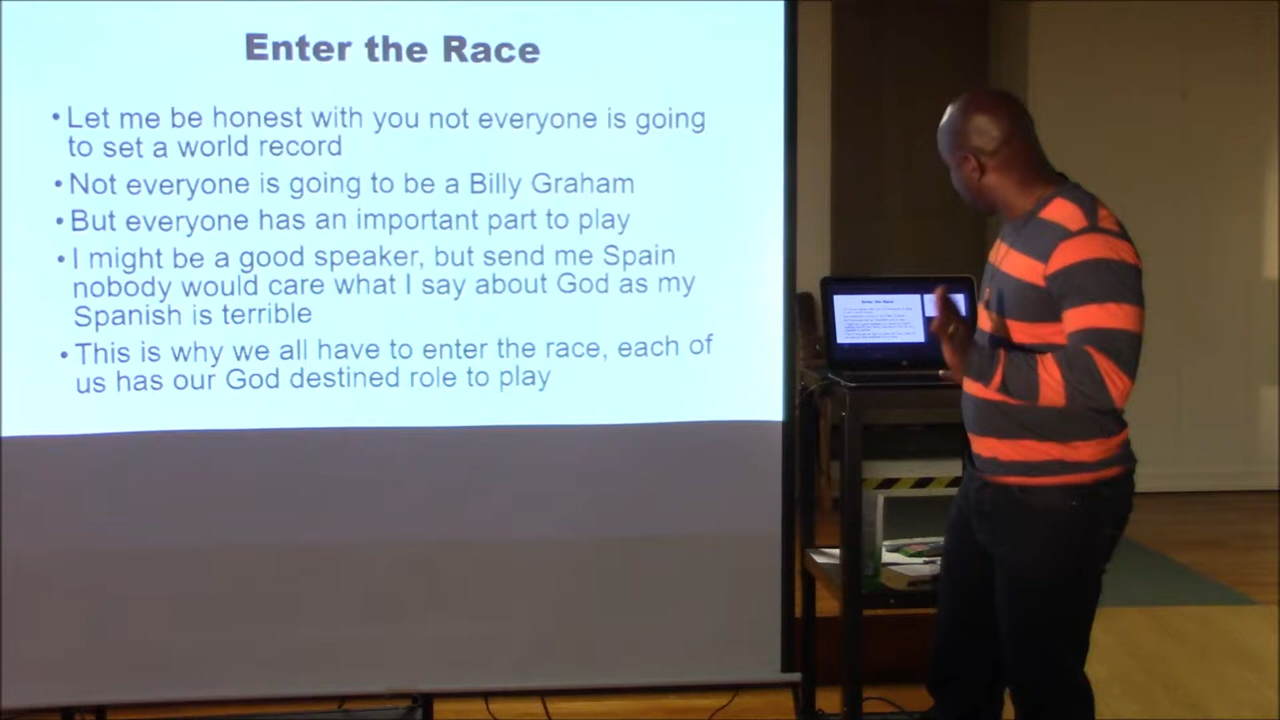 Enter the Race
• Let me be honest with you not everyone is going
to set a world record
• Not everyone is going to be a Billy Graham
• But everyone has an important part to play
• I might be a good speaker, but send me Spain
nobody would care what I say about God as my
Spanish is terrible
• This is why we all have to enter the race, each of
us has our God destined role to play
Enter the Race